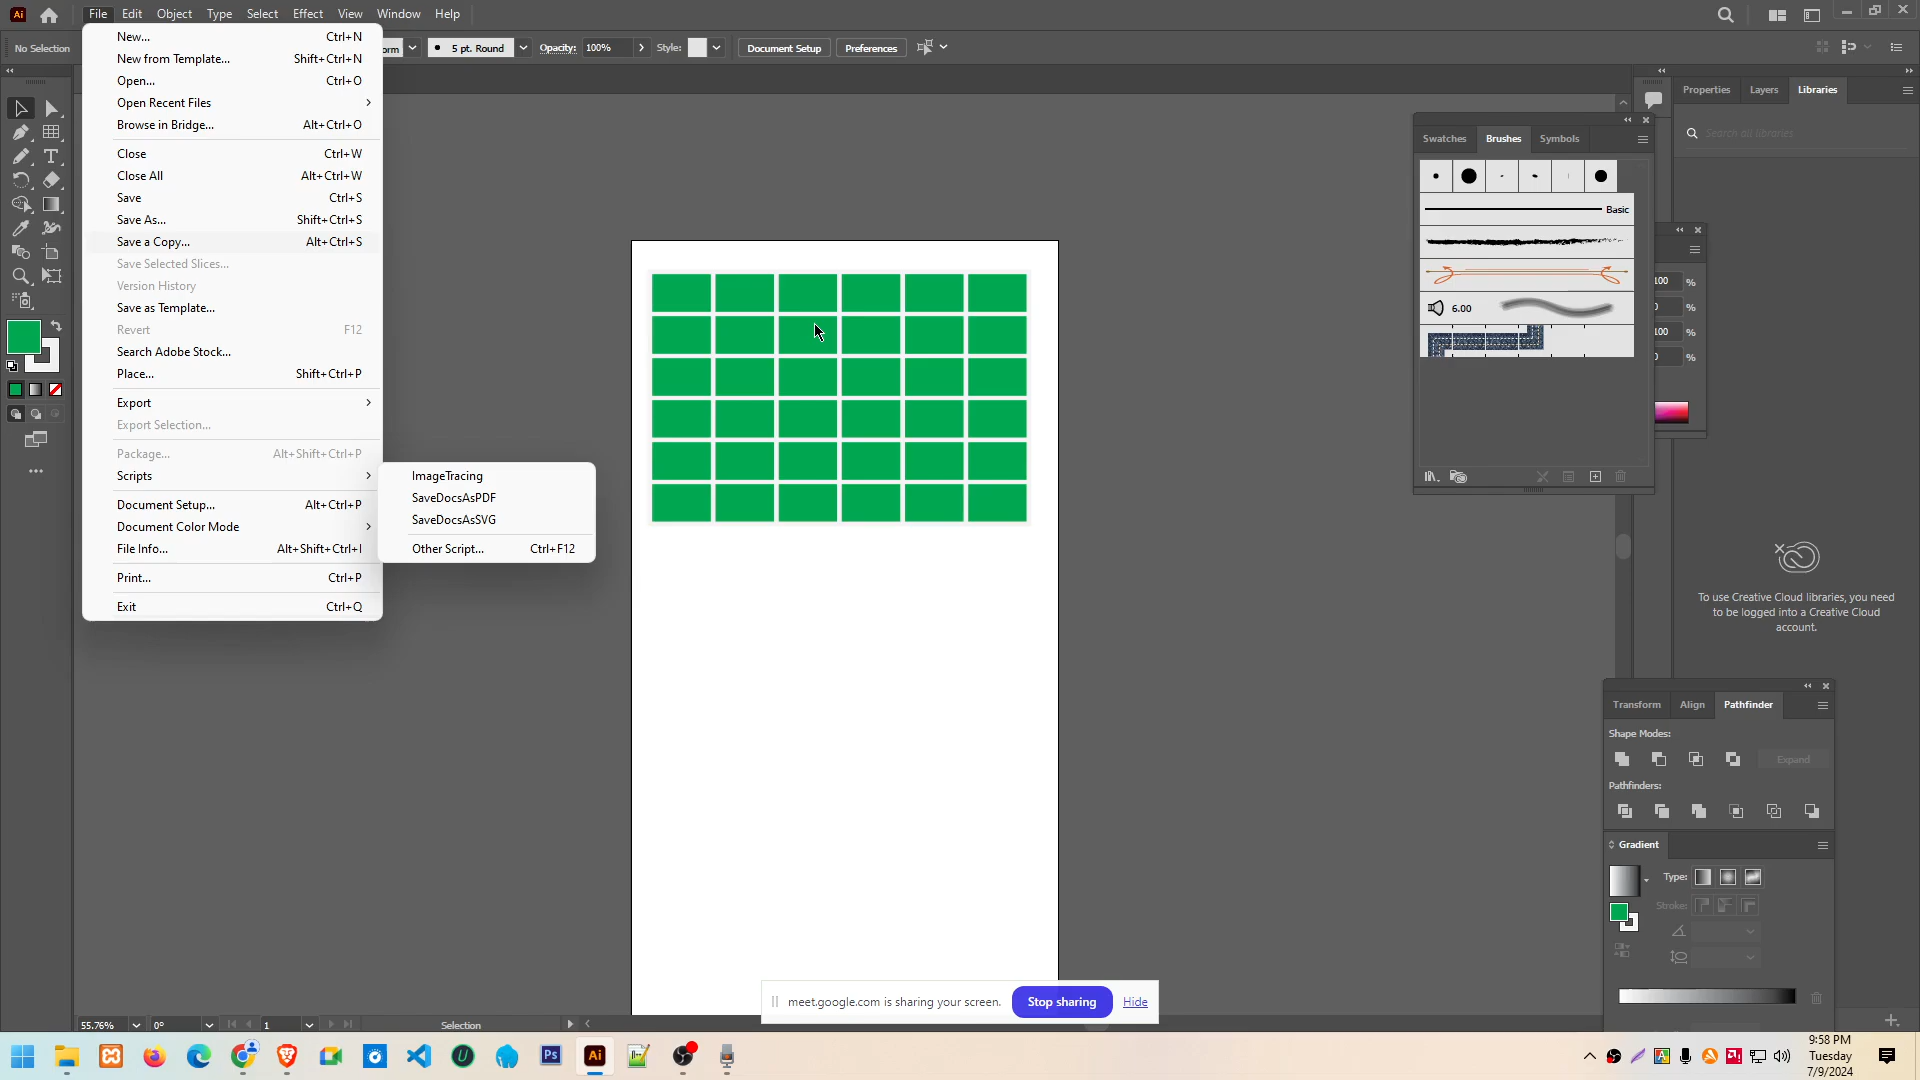 Ai File Edit Object Type Select Effect View Window Help
No Selection
5 pt. Round
Opacity: 100%
Style:
Document Setup
Preferences
New... Ctrl+N
New from Template... Shift+Ctrl+N
Open... Ctrl+O
Open Recent Files
Browse in Bridge... Alt+Ctrl+O
Close Ctrl+W
Close All Alt+Ctrl+W
Save Ctrl+S
Save As... Shift+Ctrl+S
Save a Copy... Alt+Ctrl+S
Save Selected Slices...
Version History
Save as Template...
Revert F12
Search Adobe Stock...
Place... Shift+Ctrl+P
Export
Export Selection...
Package... Alt+Shift+Ctrl+P
Scripts
Document Setup... Alt+Ctrl+P
Document Color Mode
File Info... Alt+Shift+Ctrl+I
Print... Ctrl+P
Exit Ctrl+Q
ImageTracing
SaveDocsAsPDF
SaveDocsAsSVG
Other Script... Ctrl+F12
Swatches Brushes Symbols
Basic
6.00
Properties Layers Libraries
Search all libraries
100 %
0 %
100 %
0 %
To use Creative Cloud libraries, you need
to be logged into a Creative Cloud
account.
Transform Align Pathfinder
Shape Modes:
Expand
Pathfinders:
Gradient
Type:
Stroke:
meet.google.com is sharing your screen.
Stop sharing
Hide
55.76% 0° 1 Selection
Ps Ai
9:58 PM
Tuesday
7/9/2024